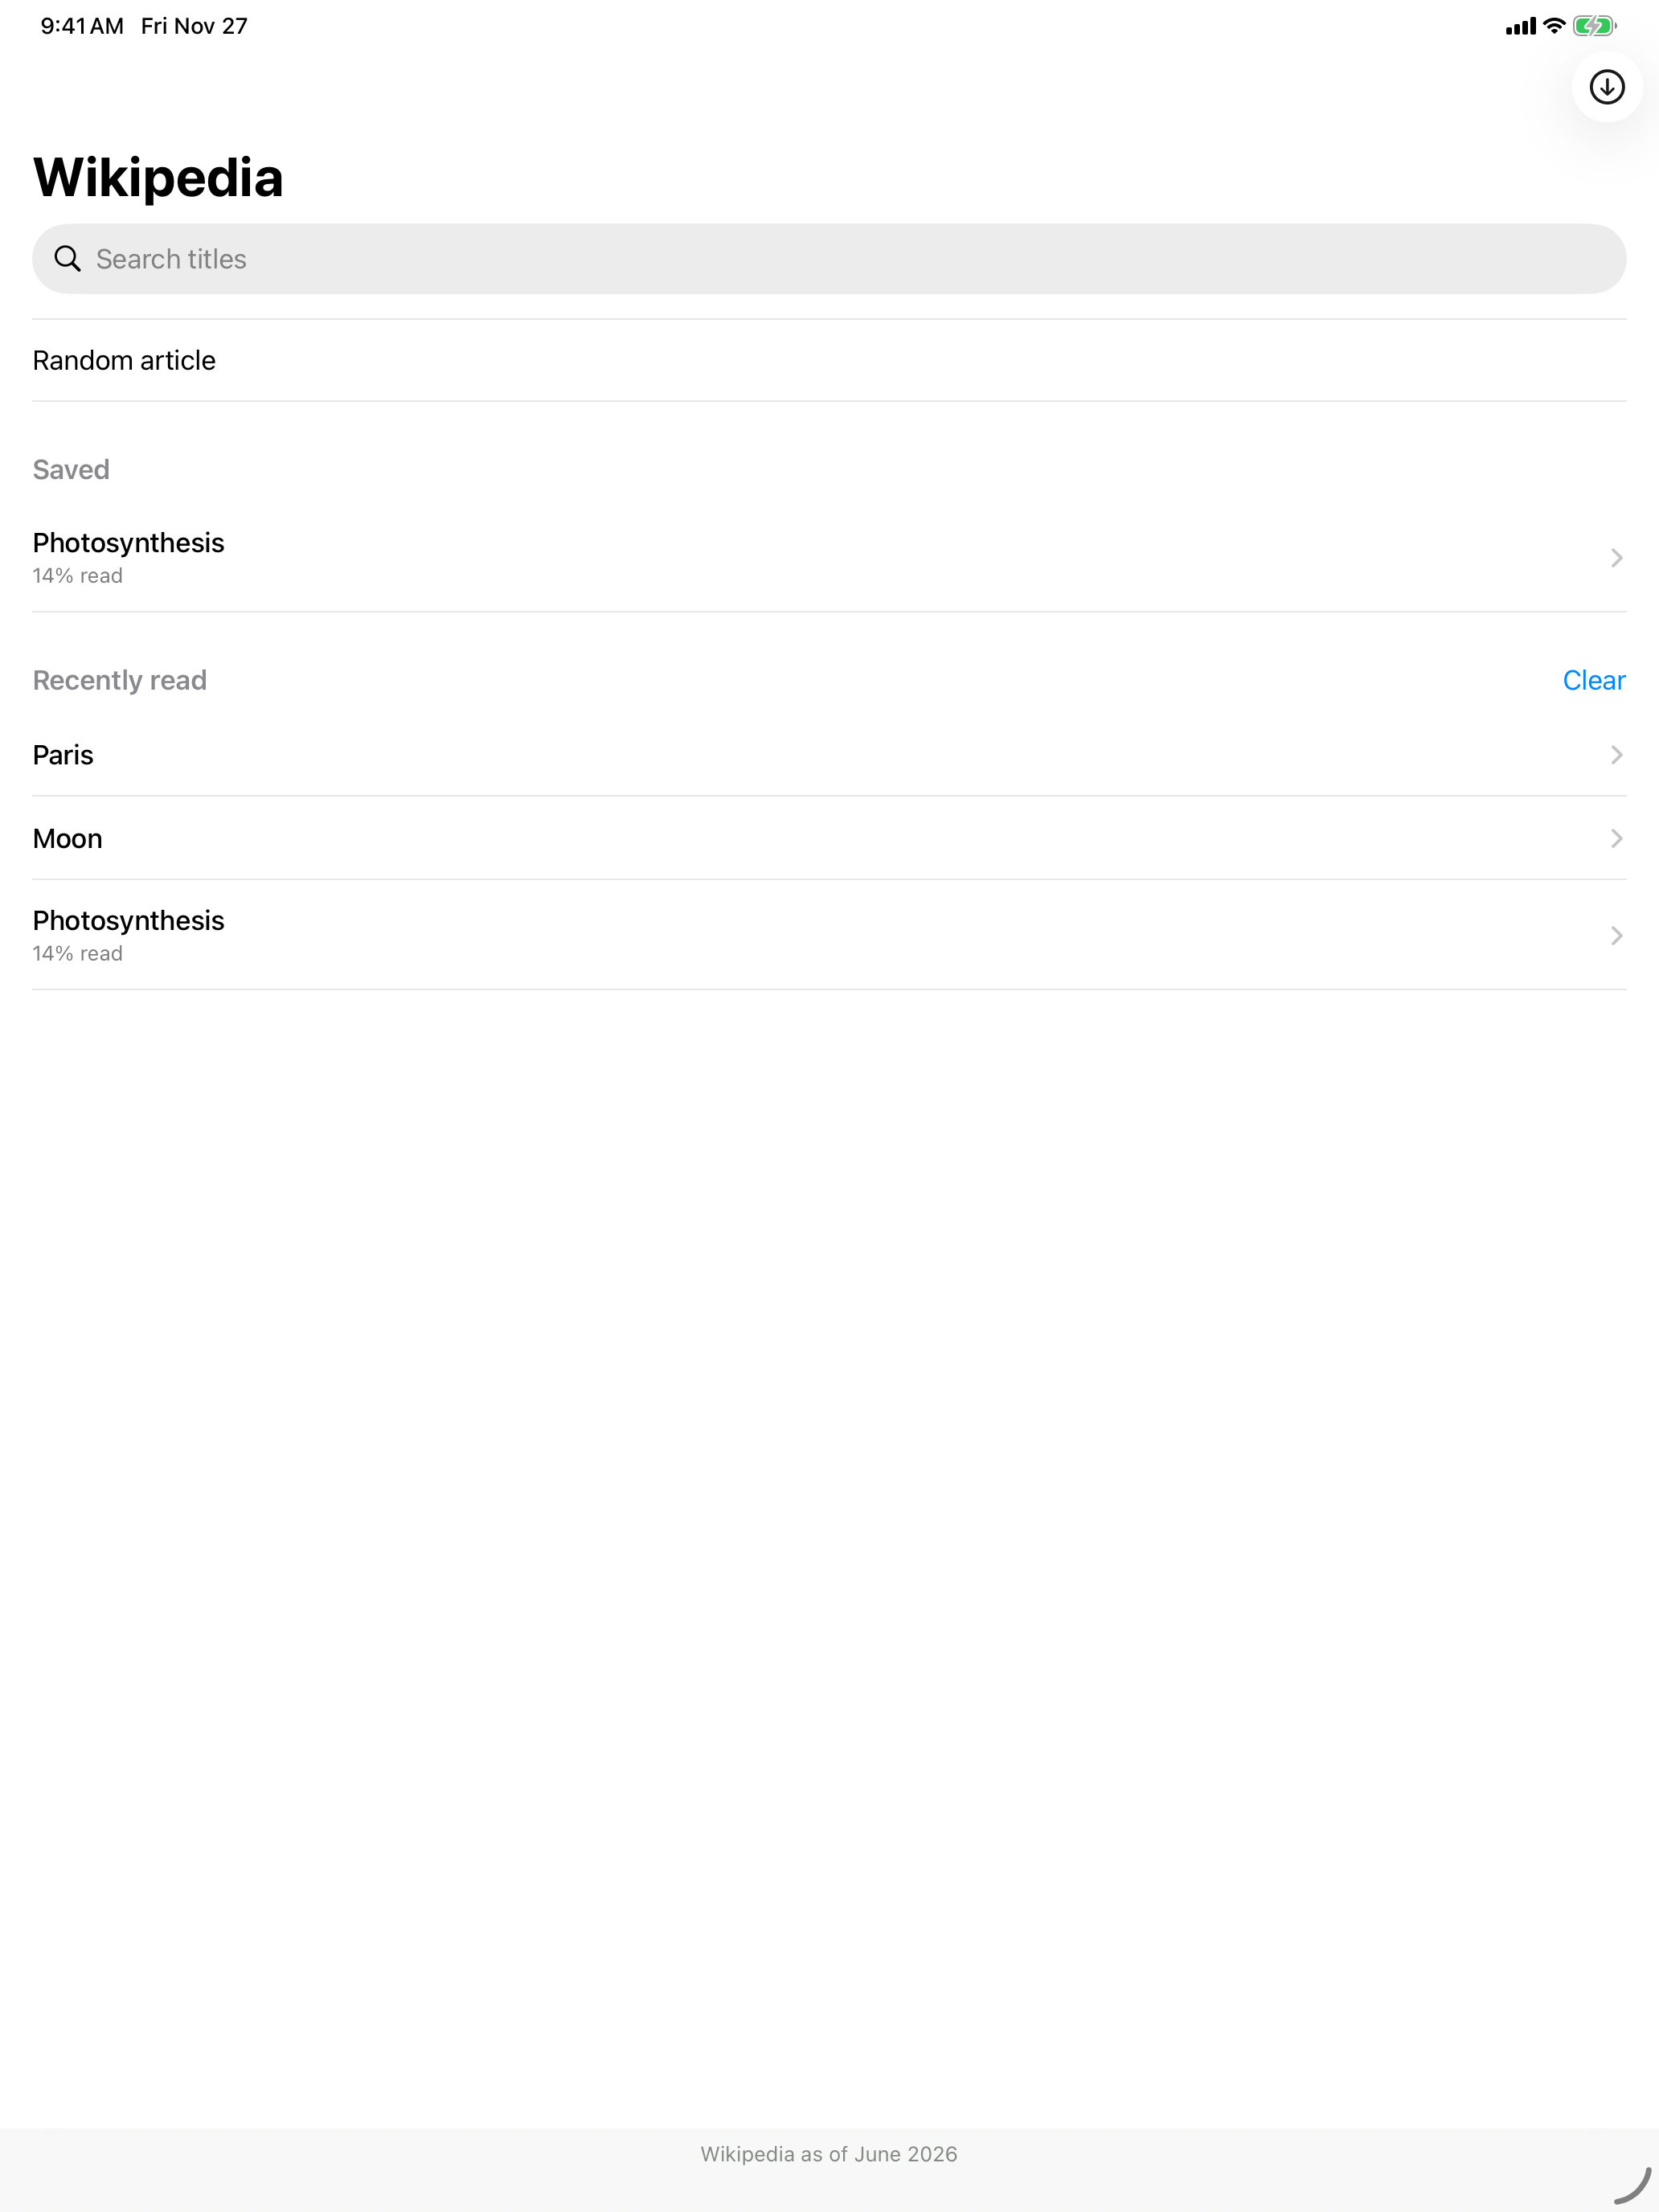 9:41 AM Fri Nov 27
Wikipedia
Search titles
Random article
Saved
Photosynthesis
14% read
Recently read Clear
Paris
Moon
Photosynthesis
14% read
Wikipedia as of June 2026